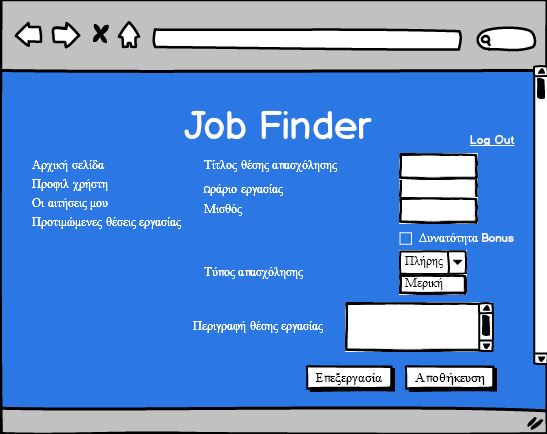 Job Finder
Log Out
Αρχική σελίδα
Προφιλ χρήστη
Οι αιτήσεις μου
Προτιμώμενες θέσεις εργασίας
Τίτλος θέσης απασχόλησης
Ωράριο εργασίας
Μισθός
Δυνατότητα Bonus
Τύπος απασχόλησης
Πλήρης
Μερική
Περιγραφή θέσης εργασίας
Επεξεργασία
Αποθήκευση